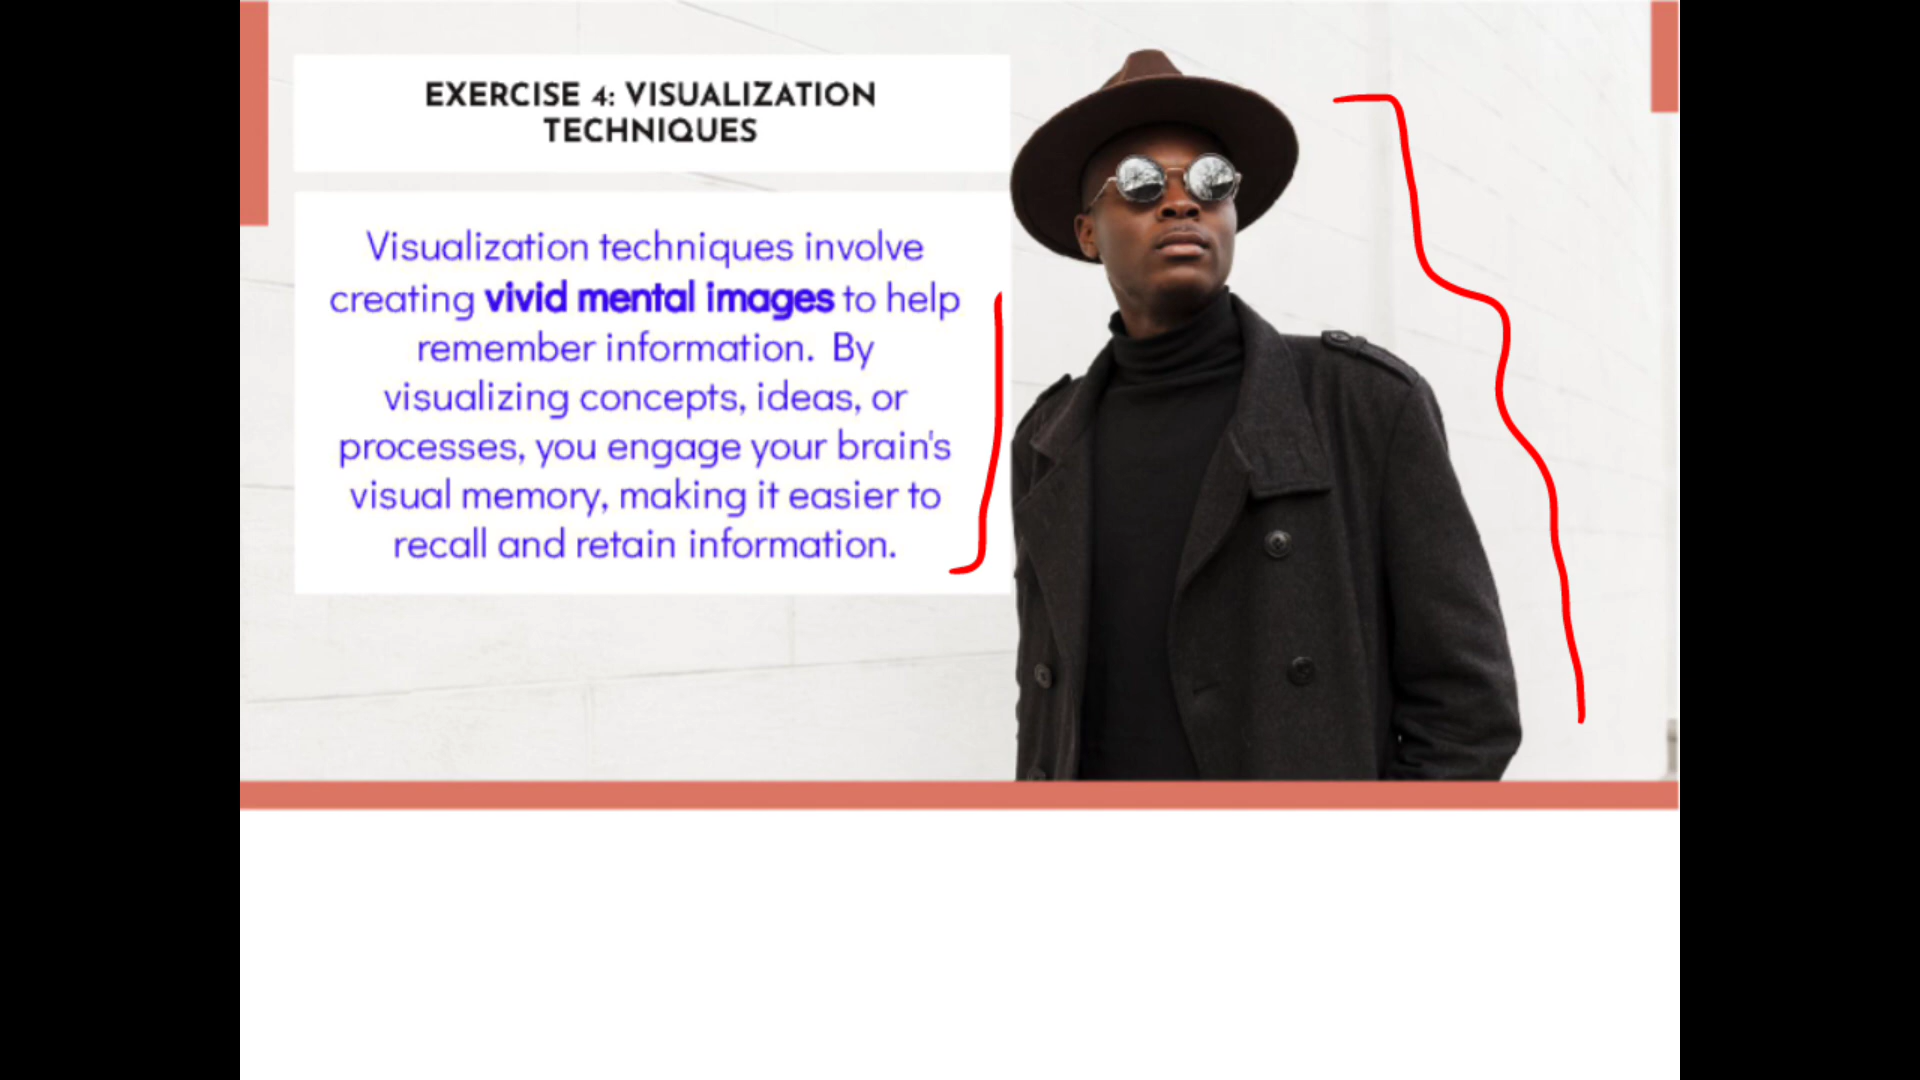 EXERCISE 4: VISUALIZATION
TECHNIQUES
Visualization techniques involve
creating vivid mental images to help
remember information. By
visualizing concepts, ideas, or
processes, you engage your brain's
visual memory, making it easier to
recall and retain information.